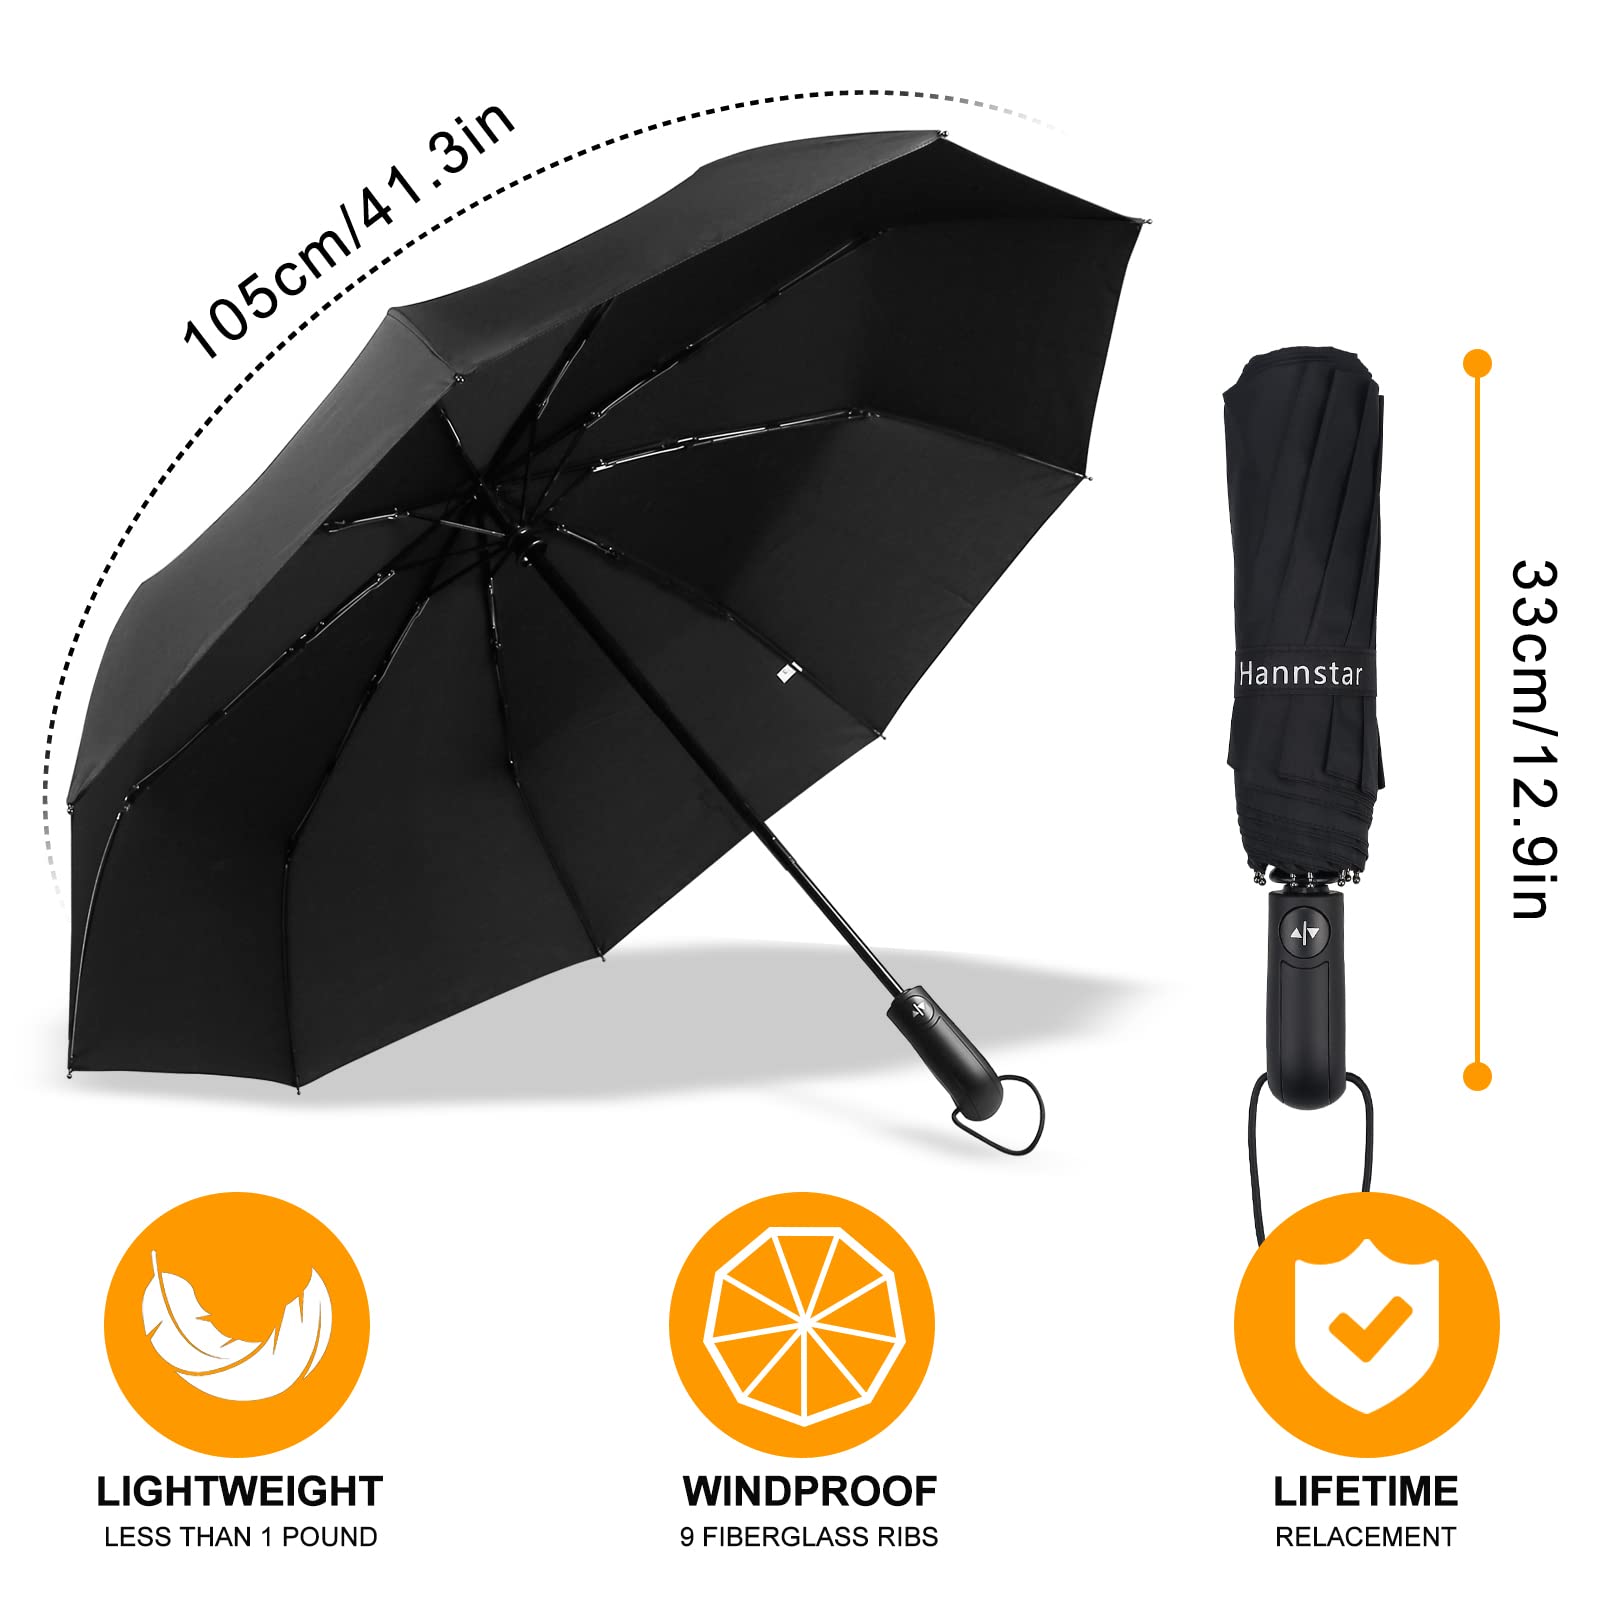 105cm/41.3in
Hannstar
33cm/12.9in
LIGHTWEIGHT
LESS THAN 1 POUND
WINDPROOF
9 FIBERGLASS RIBS
LIFETIME
RELACEMENT